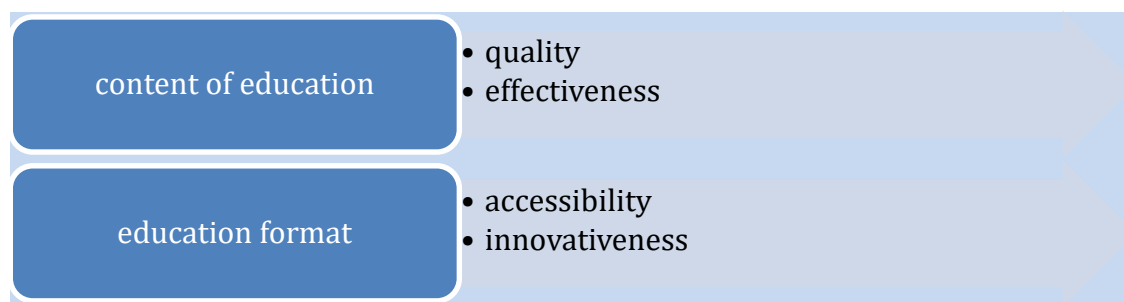 content of education
• quality
• effectiveness
education format
• accessibility
• innovativeness